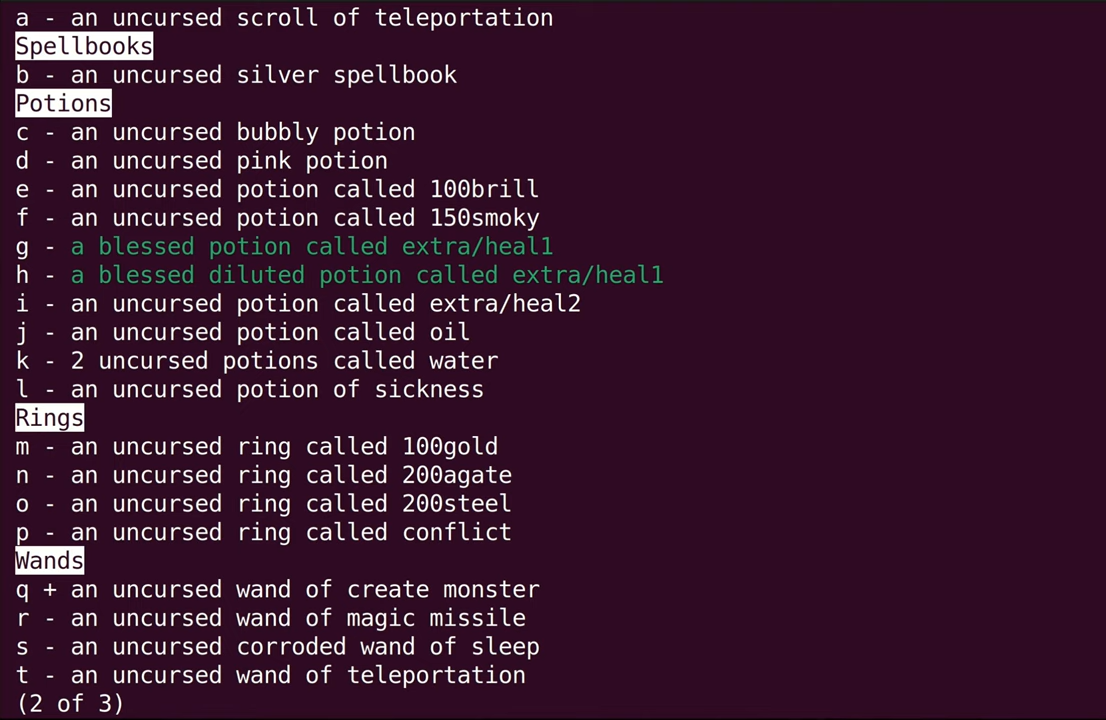 a - an uncursed scroll of teleportation
Spellbooks
b - an uncursed silver spellbook
Potions
c - an uncursed bubbly potion
d - an uncursed pink potion
e - an uncursed potion called 100brill
f - an uncursed potion called 150smoky
g - a blessed potion called extra/heal1
h - a blessed diluted potion called extra/heal1
i - an uncursed potion called extra/heal2
j - an uncursed potion called oil
k - 2 uncursed potions called water
l - an uncursed potion of sickness
Rings
m - an uncursed ring called 100gold
n - an uncursed ring called 200agate
o - an uncursed ring called 200steel
p - an uncursed ring called conflict
Wands
q + an uncursed wand of create monster
r - an uncursed wand of magic missile
s - an uncursed corroded wand of sleep
t - an uncursed wand of teleportation
(2 of 3)